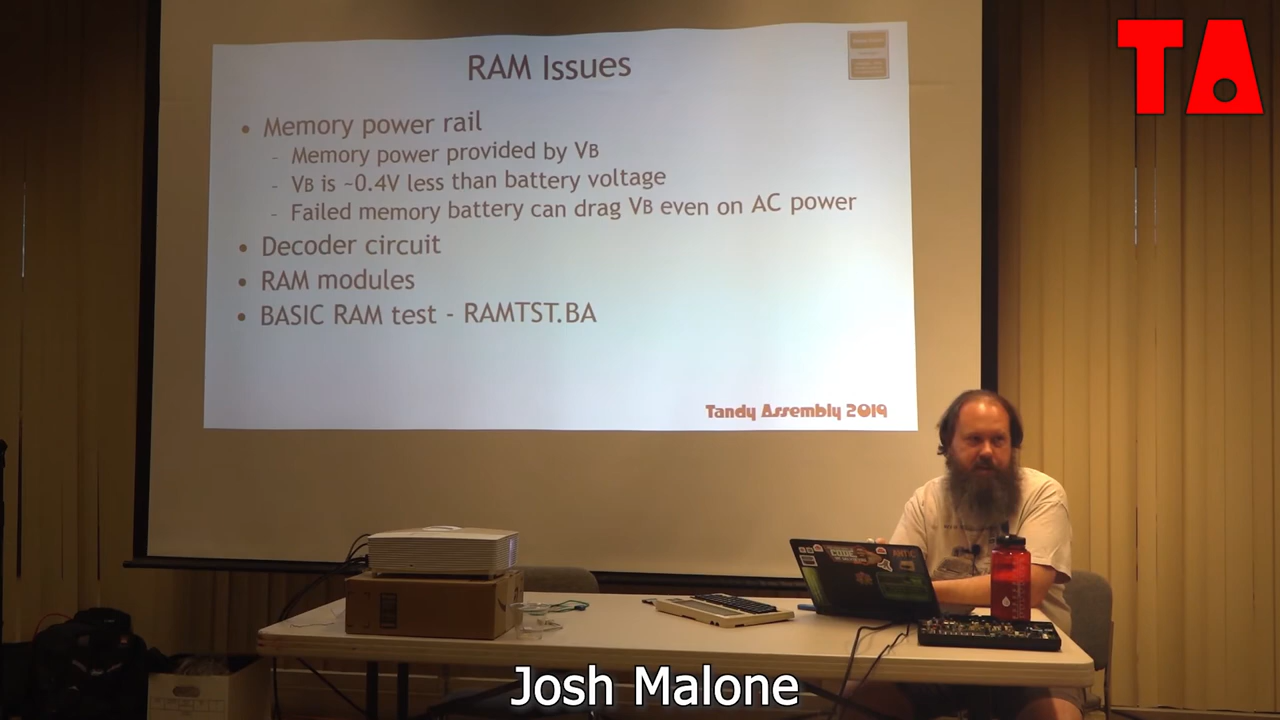 TA
RAM Issues
• Memory power rail
- Memory power provided by VB
- VB is ~0.4V less than battery voltage
- Failed memory battery can drag VB even on AC power
• Decoder circuit
• RAM modules
• BASIC RAM test - RAMTST.BA
Tandy Assembly 2019
CODE
Josh Malone